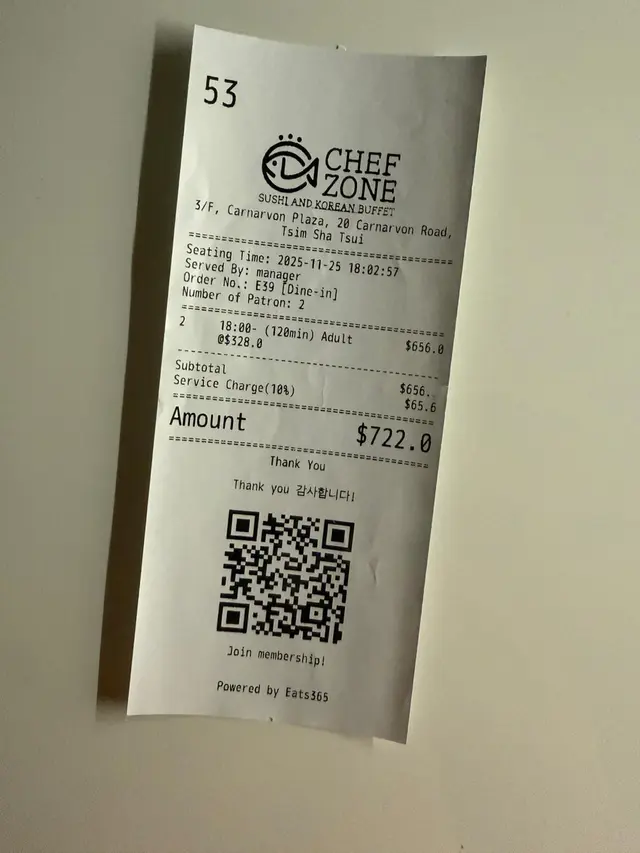 53
CHEF
ZONE
SUSHI AND KOREAN BUFFET
3/F, Carnarvon Plaza, 20 Carnarvon Road,
Tsim Sha Tsui
Seating Time: 2025-11-25 18:02:57
Served By: manager
Order No.: E39 [Dine-in]
Number of Patron: 2
2 18:00- (120min) Adult $656.0
@$328.0
Subtotal $656.
Service Charge(10%) $65.6
Amount $722.0
Thank You
Thank you 감사합니다!
Join membership!
Powered by Eats365